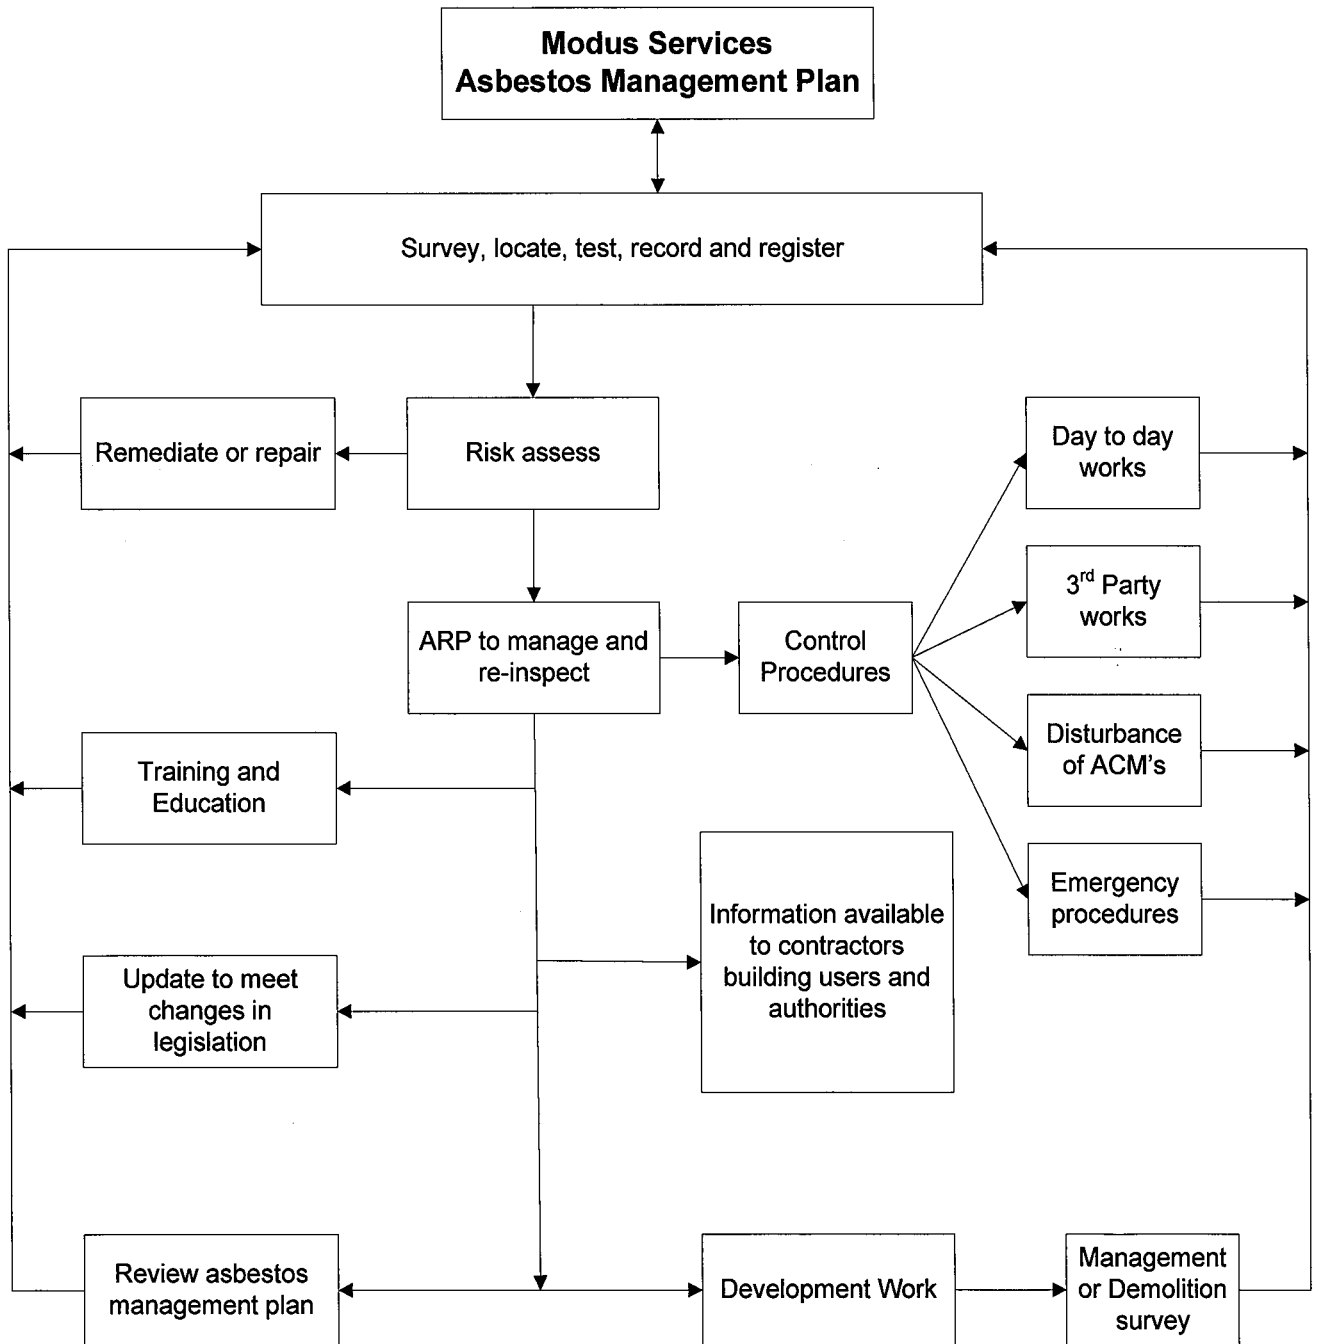 Modus Services
Asbestos Management Plan
Survey, locate, test, record and register
Remediate or repair
Risk assess
Day to day
works
3rd Party
works
ARP to manage and
re-inspect
Control
Procedures
Disturbance
of ACM's
Training and
Education
Emergency
procedures
Information available
to contractors
building users and
authorities
Update to meet
changes in
legislation
Review asbestos
management plan
Development Work
Management
or Demolition
survey